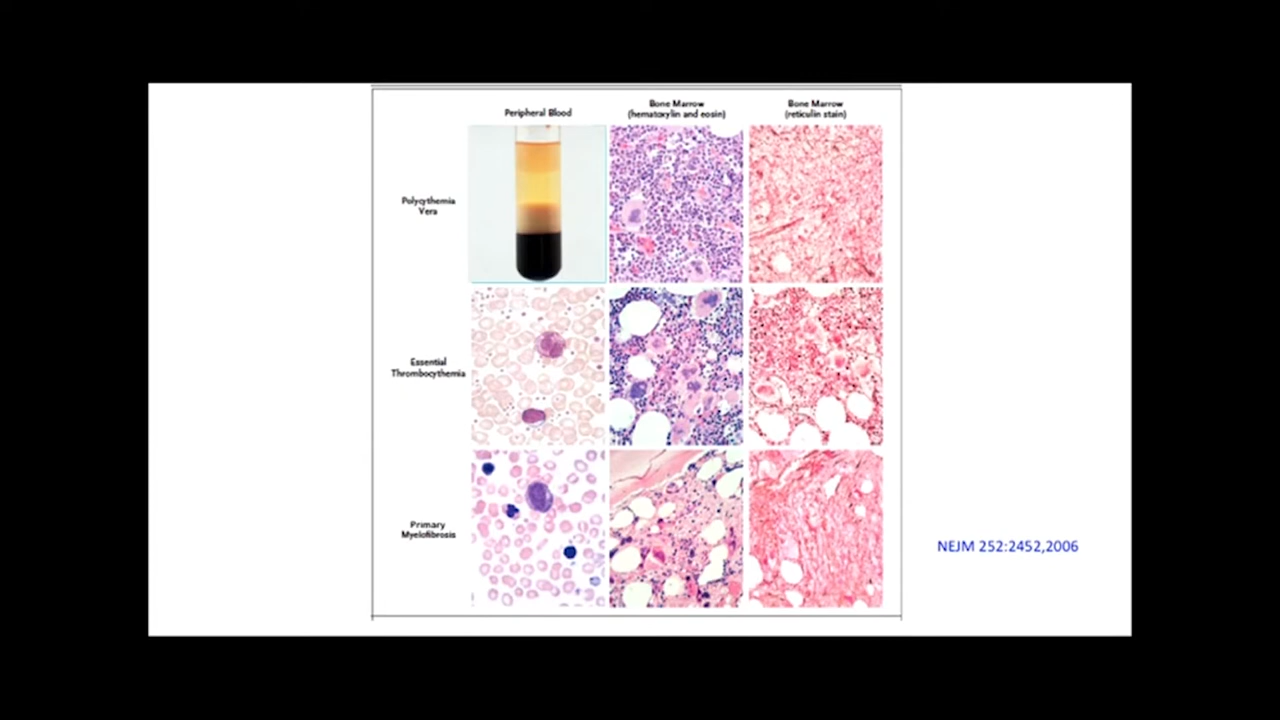 Peripheral Blood
Bone Marrow
(hematoxylin and eosin)
Bone Marrow
(reticulin stain)
Polycythemia
Vera
Essential
Thrombocythemia
Primary
Myelofibrosis
NEJM 252:2452,2006